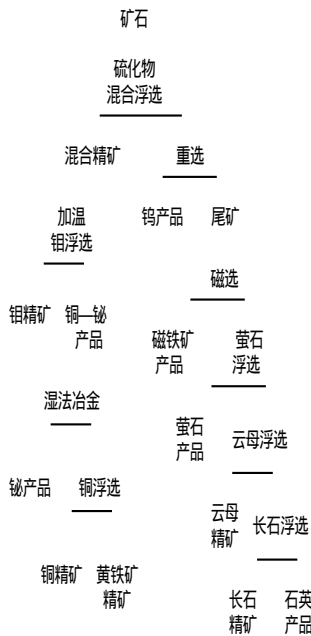 矿石
硫化物
混合浮选
混合精矿 重选
加温 钨产品 尾矿
钼浮选
磁选
钼精矿 铜—铋
产品
磁铁矿 萤石
产品 浮选
湿法冶金
萤石
产品
云母浮选
铋产品 铜浮选
云母
精矿
长石浮选
铜精矿 黄铁矿
精矿
长石 石英
精矿 产品